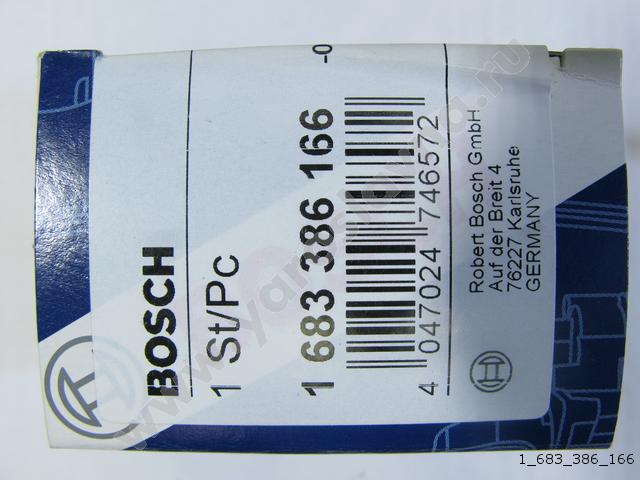 BOSCH
1 St/Pc
1 683 386 166
-0
4 047024 746572
Robert Bosch GmbH
Auf der Breit 4
76227 Karlsruhe
GERMANY
1_683_386_166